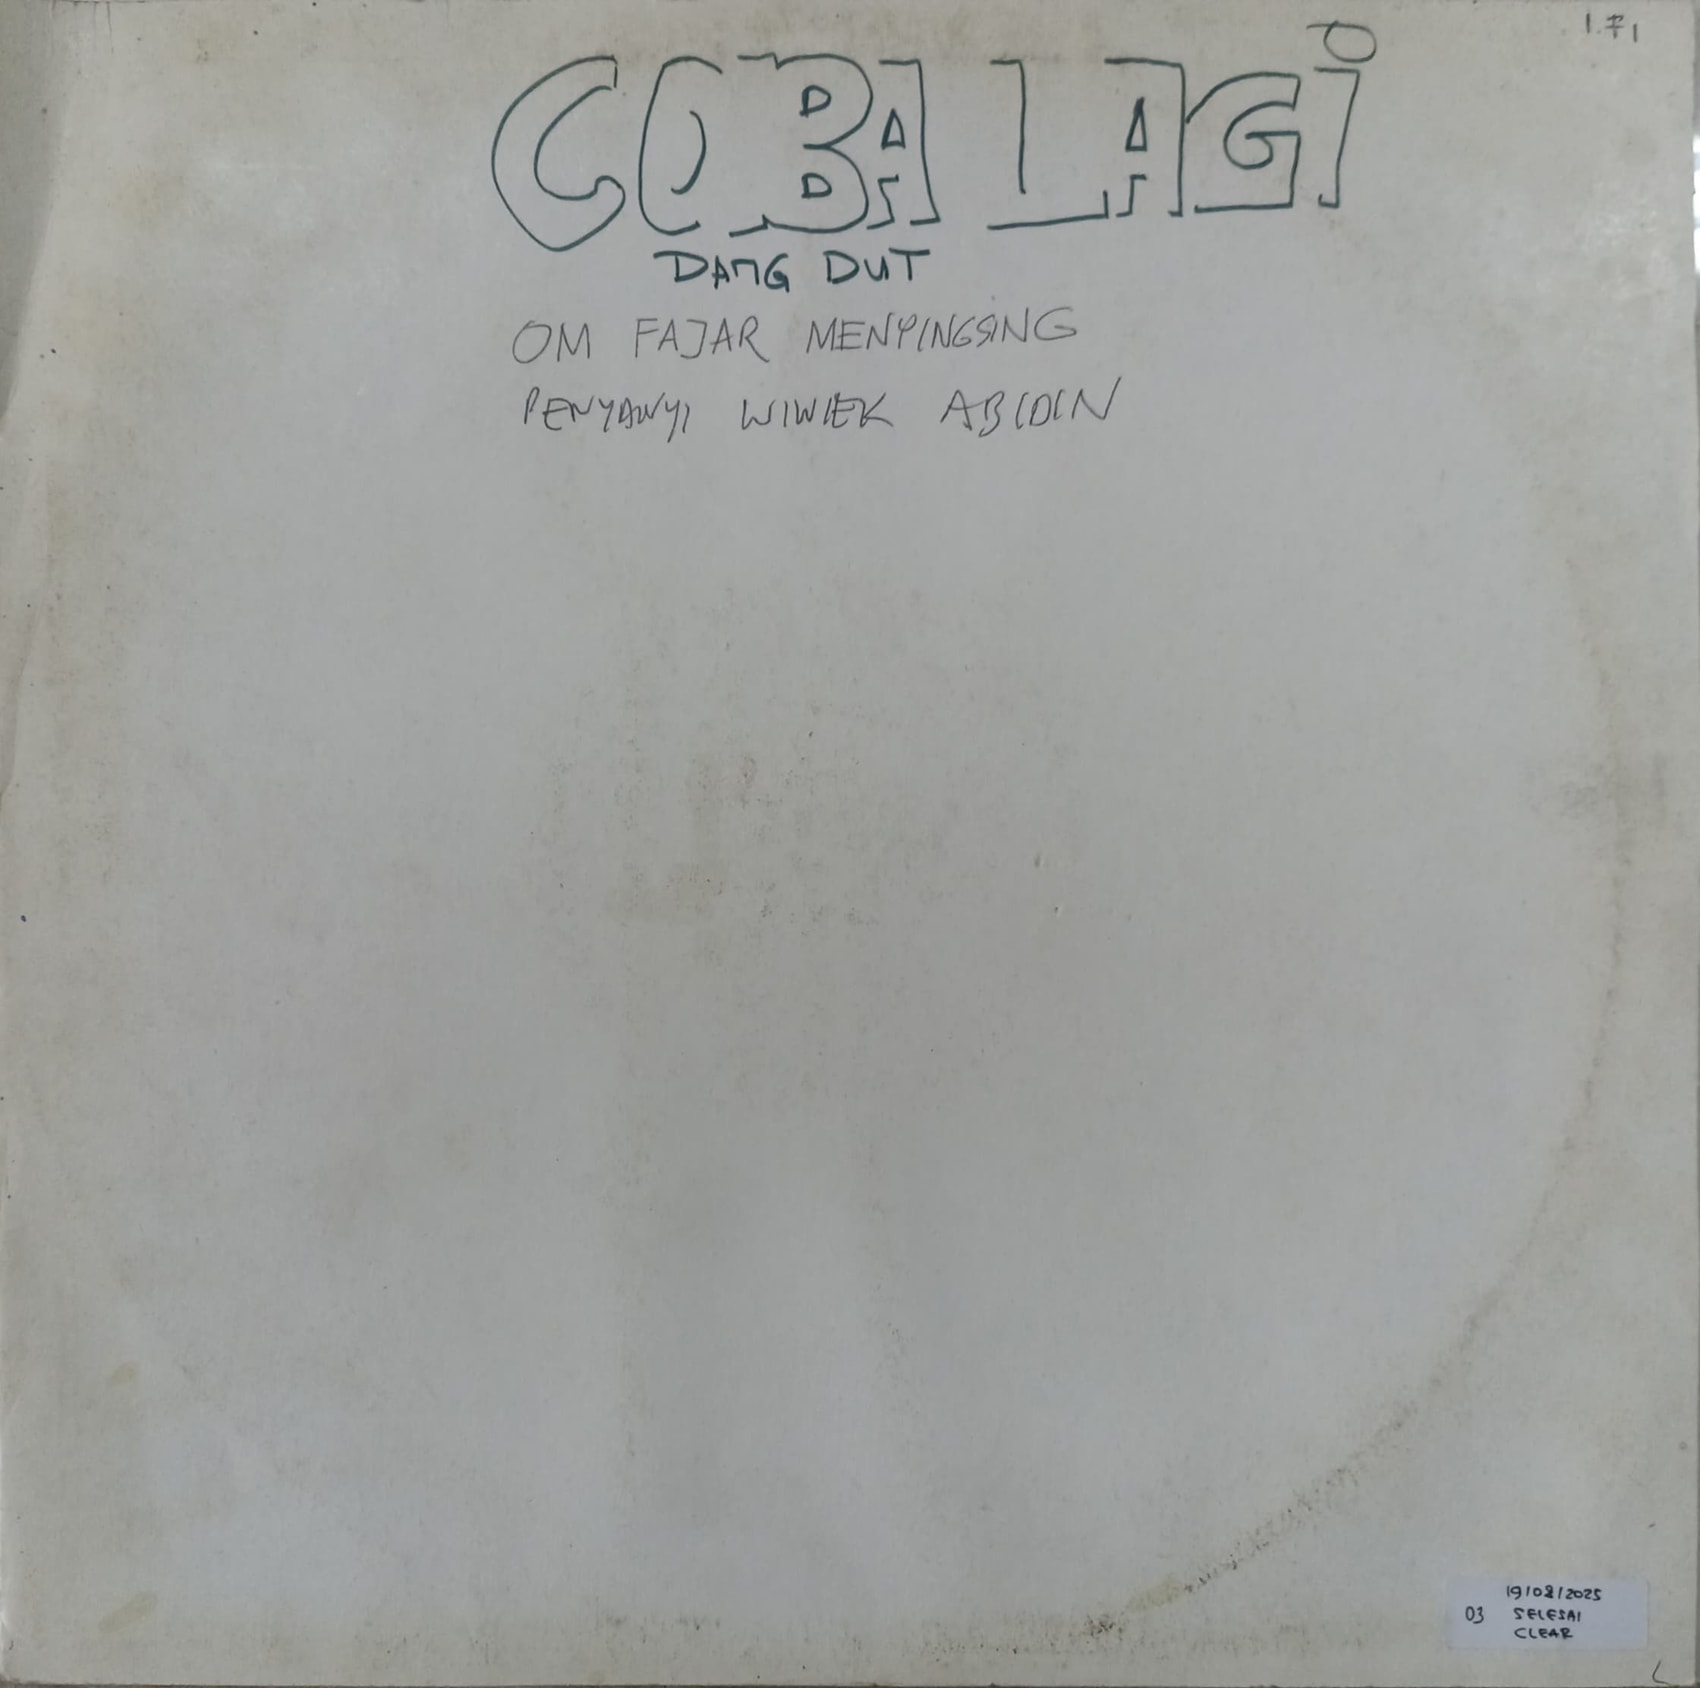 1.71
COBA LAGI
DANG DUT
OM FAJAR MENYINGSING
PENYANYI WIWIEK ABIDIN
19/08/2025
03 SELESAI
CLEAR